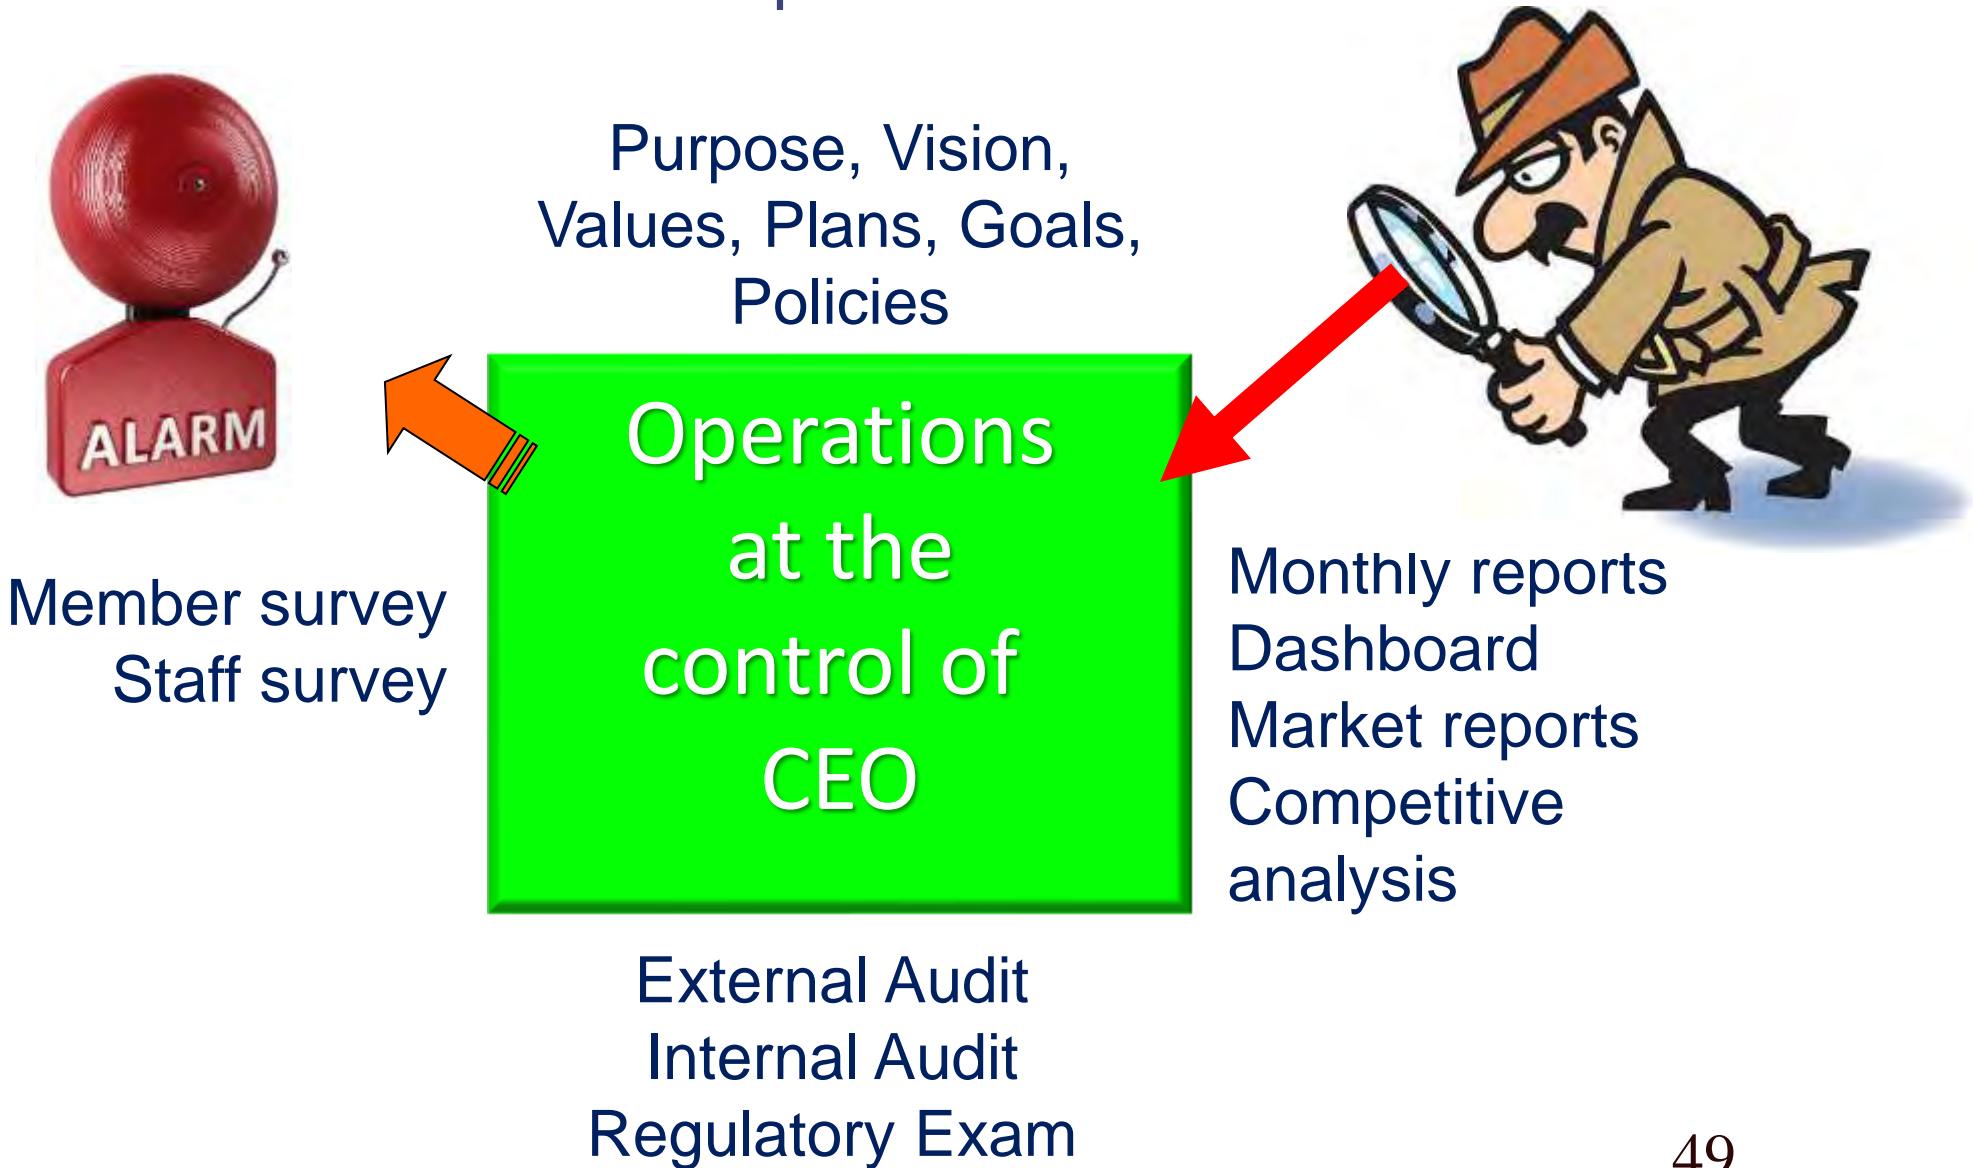 ALARM
Purpose, Vision,
Values, Plans, Goals,
Policies
Operations
at the
control of
CEO
Member survey
Staff survey
Monthly reports
Dashboard
Market reports
Competitive
analysis
External Audit
Internal Audit
Regulatory Exam
49